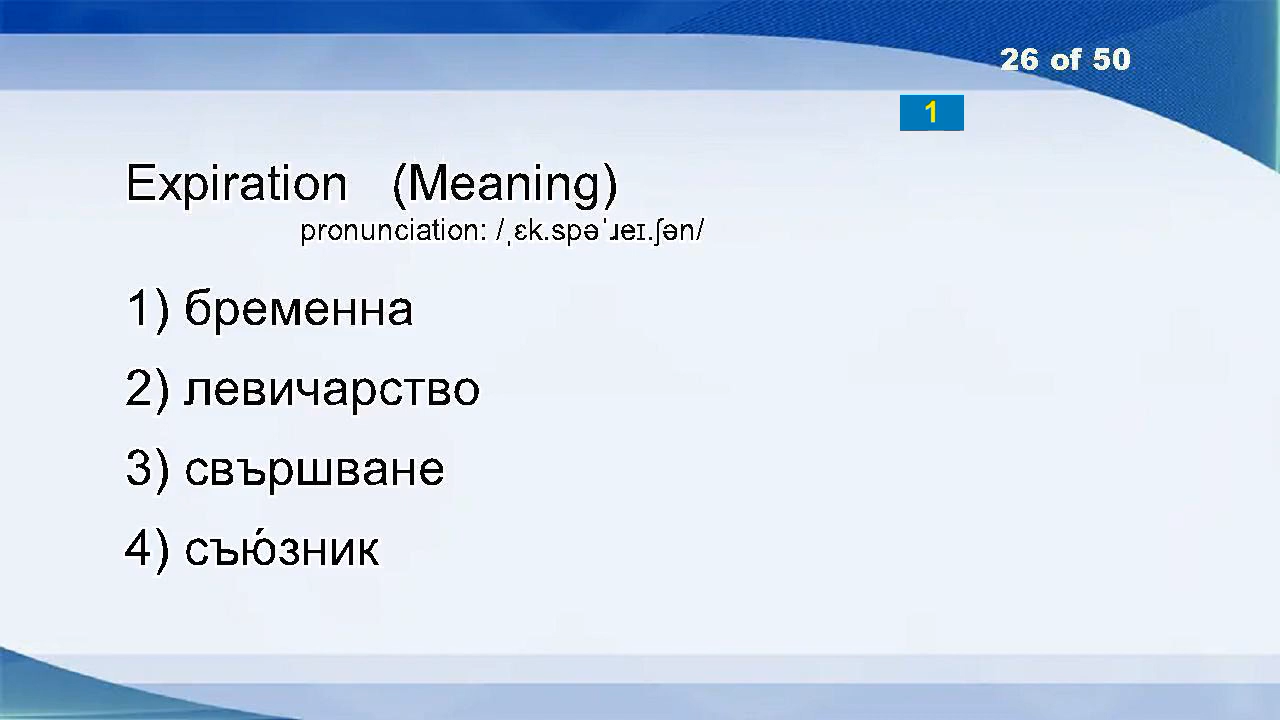 26 of 50
1
Expiration (Meaning)
pronunciation: /ˌɛk.spəˈɹeɪ.ʃən/
1) бременна
2) левичарство
3) свършване
4) съю́зник